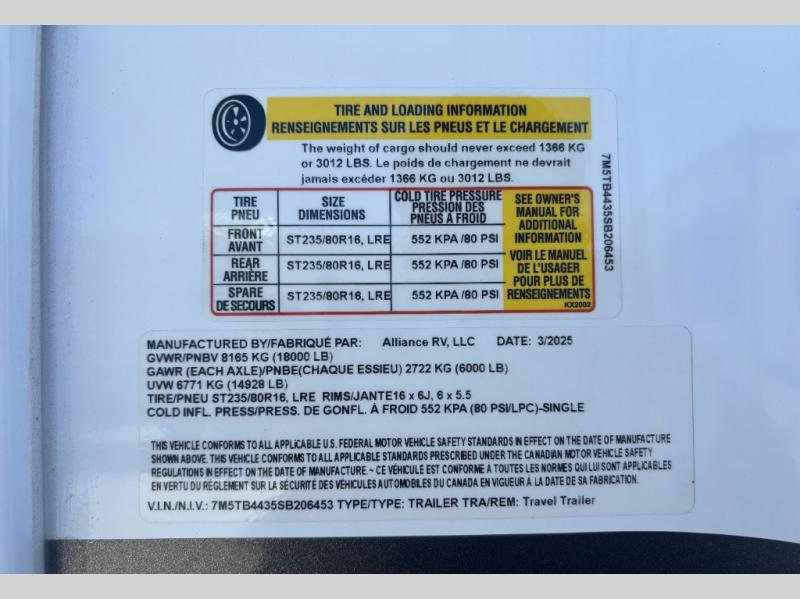 TIRE AND LOADING INFORMATION
RENSEIGNEMENTS SUR LES PNEUS ET LE CHARGEMENT
The weight of cargo should never exceed 1366 KG
or 3012 LBS. Le poids de chargement ne devrait
jamais excéder 1366 KG ou 3012 LBS.
TIRE
PNEU
SIZE
DIMENSIONS
COLD TIRE PRESSURE
PRESSION DES
PNEUS À FROID
FRONT
AVANT
ST235/80R16, LRE
552 KPA /80 PSI
REAR
ARRIÈRE
ST235/80R16, LRE
552 KPA /80 PSI
SPARE
DE SECOURS
ST235/80R16, LRE
552 KPA /80 PSI
SEE OWNER'S
MANUAL FOR
ADDITIONAL
INFORMATION
VOIR LE MANUEL
DE L'USAGER
POUR PLUS DE
RENSEIGNEMENTS
KX2002
7M5TB4435SB206453
MANUFACTURED BY/FABRIQUÉ PAR: Alliance RV, LLC DATE: 3/2025
GVWR/PNBV 8165 KG (18000 LB)
GAWR (EACH AXLE)/PNBE(CHAQUE ESSIEU) 2722 KG (6000 LB)
UVW 6771 KG (14928 LB)
TIRE/PNEU ST235/80R16, LRE RIMS/JANTE16 x 6J, 6 x 5.5
COLD INFL. PRESS/PRESS. DE GONFL. À FROID 552 KPA (80 PSI/LPC)-SINGLE
THIS VEHICLE CONFORMS TO ALL APPLICABLE U.S. FEDERAL MOTOR VEHICLE SAFETY STANDARDS IN EFFECT ON THE DATE OF MANUFACTURE
SHOWN ABOVE. THIS VEHICLE CONFORMS TO ALL APPLICABLE STANDARDS PRESCRIBED UNDER THE CANADIAN MOTOR VEHICLE SAFETY
REGULATIONS IN EFFECT ON THE DATE OF MANUFACTURE. ~ CE VÉHICULE EST CONFORME À TOUTES LES NORMES QUI LUI SONT APPLICABLES
EN VERTU DU RÉGLEMENT SUR LA SÉCURITÉ DES VÉHICULES AUTOMOBILES DU CANADA EN VIGUEUR À LA DATE DE SA FABRICATION.
V.I.N./N.I.V.: 7M5TB4435SB206453 TYPE/TYPE: TRAILER TRA/REM: Travel Trailer